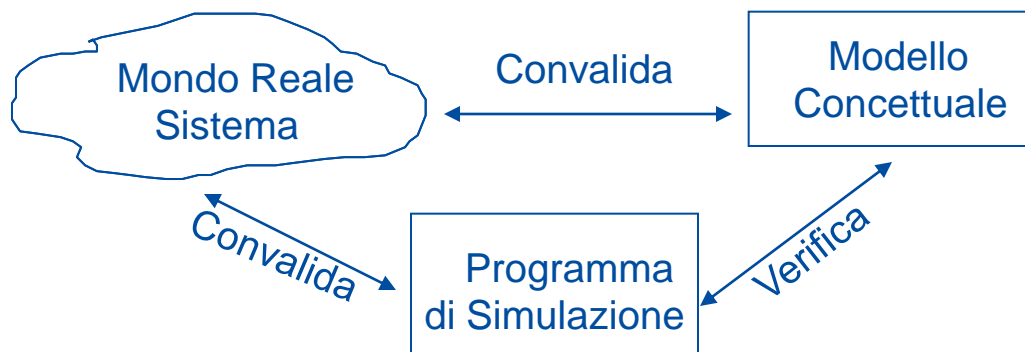 Mondo Reale
Sistema
Convalida
Modello
Concettuale
Convalida
Programma
di Simulazione
Verifica